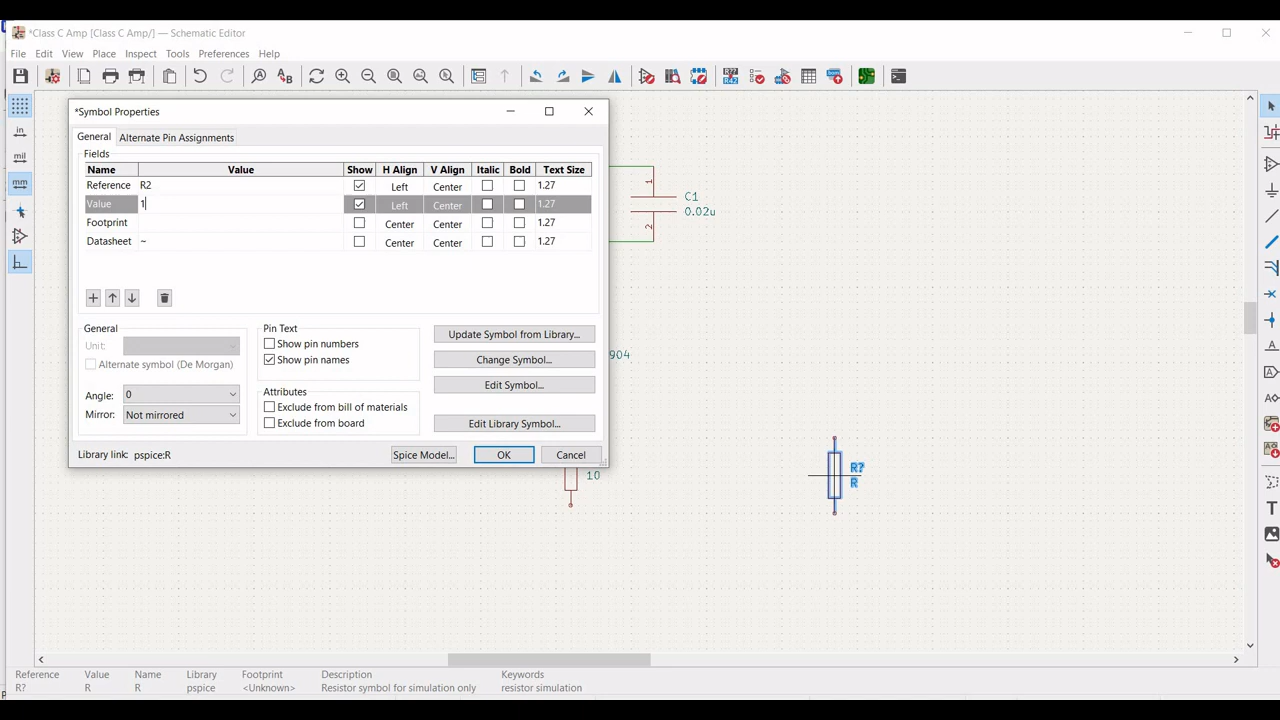 *Class C Amp [Class C Amp/] — Schematic Editor
File Edit View Place Inspect Tools Preferences Help
*Symbol Properties
General Alternate Pin Assignments
Fields
Name Value Show H Align V Align Italic Bold Text Size
Reference R2 Left Center 1.27
Value 1 Left Center 1.27
Footprint Center Center 1.27
Datasheet ~ Center Center 1.27
General
Unit:
Alternate symbol (De Morgan)
Angle: 0
Mirror: Not mirrored
Pin Text
Show pin numbers
Show pin names
Attributes
Exclude from bill of materials
Exclude from board
Update Symbol from Library...
Change Symbol...
Edit Symbol...
Edit Library Symbol...
Library link: pspice:R
Spice Model... OK Cancel
in
mil
mm
1
C1
0.02u
2
904
10
R?
R
Reference Value Name Library Footprint Description Keywords
R? R R pspice <Unknown> Resistor symbol for simulation only resistor simulation